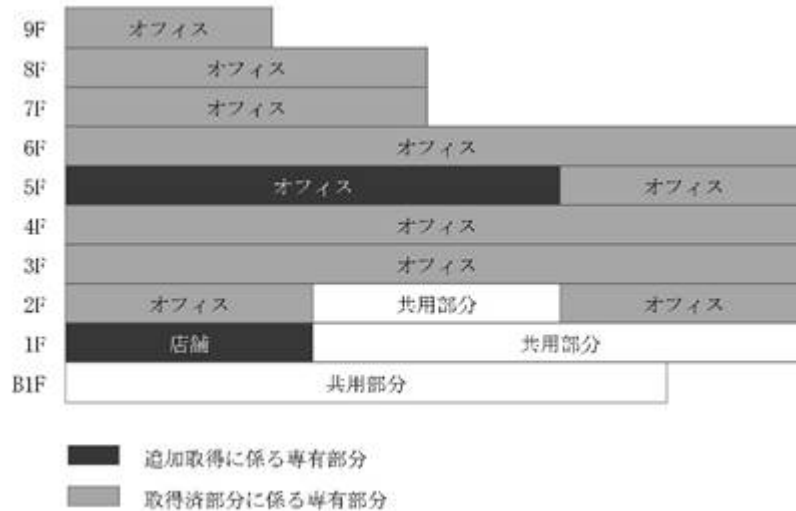 9F オフィス
8F オフィス
7F オフィス
6F オフィス
5F オフィス オフィス
4F オフィス
3F オフィス
2F オフィス 共用部分 オフィス
1F 店舗 共用部分
B1F 共用部分
追加取得に係る専有部分
取得済部分に係る専有部分